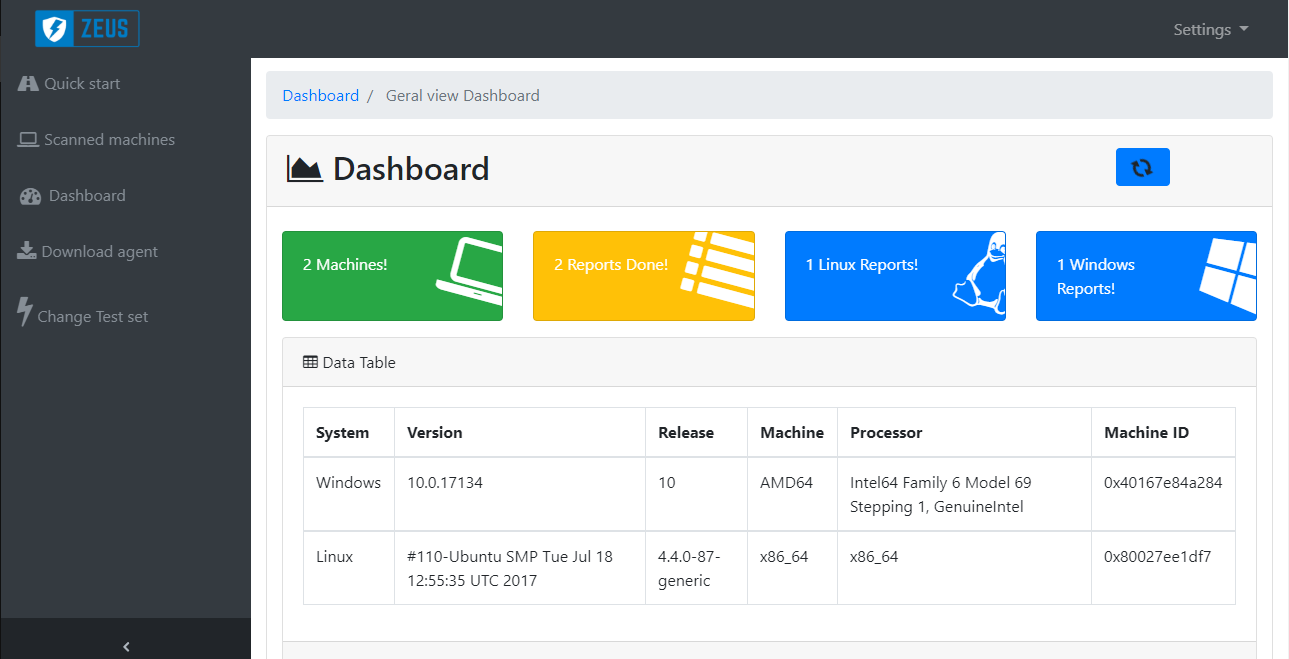 ZEUS
Settings
Quick start
Scanned machines
Dashboard
Download agent
Change Test set
Dashboard / Geral view Dashboard
Dashboard
2 Machines!
2 Reports Done!
1 Linux Reports!
1 Windows
Reports!
Data Table
System Version Release Machine Processor Machine ID
Windows 10.0.17134 10 AMD64 Intel64 Family 6 Model 69 0x40167e84a284
Stepping 1, GenuineIntel
Linux #110-Ubuntu SMP Tue Jul 18 4.4.0-87- x86_64 x86_64 0x80027ee1df7
12:55:35 UTC 2017 generic